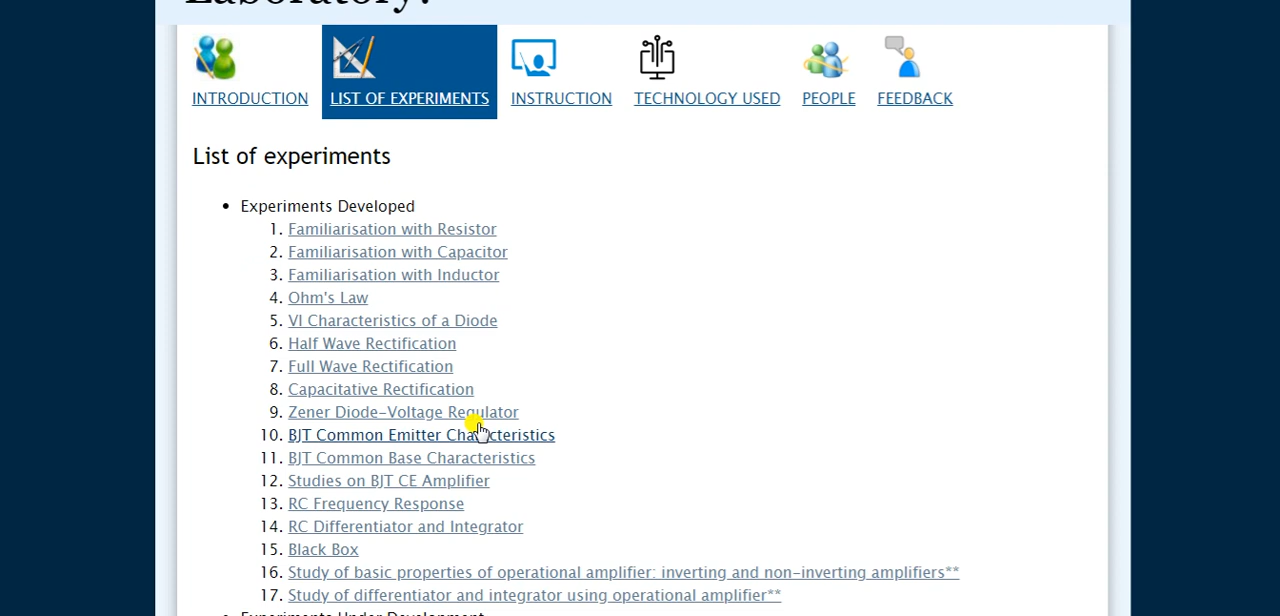 Laboratory.
INTRODUCTION LIST OF EXPERIMENTS INSTRUCTION TECHNOLOGY USED PEOPLE FEEDBACK
List of experiments
• Experiments Developed
1. Familiarisation with Resistor
2. Familiarisation with Capacitor
3. Familiarisation with Inductor
4. Ohm's Law
5. VI Characteristics of a Diode
6. Half Wave Rectification
7. Full Wave Rectification
8. Capacitative Rectification
9. Zener Diode-Voltage Regulator
10. BJT Common Emitter Characteristics
11. BJT Common Base Characteristics
12. Studies on BJT CE Amplifier
13. RC Frequency Response
14. RC Differentiator and Integrator
15. Black Box
16. Study of basic properties of operational amplifier: inverting and non-inverting amplifiers**
17. Study of differentiator and integrator using operational amplifier**
• Experiments Under Development